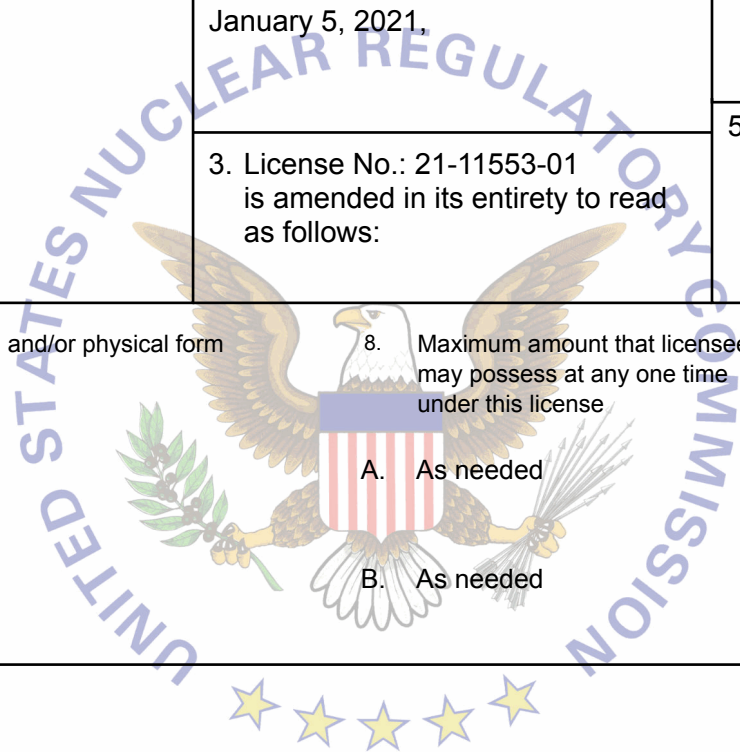 January 5, 2021,
5
3. License No.: 21-11553-01
is amended in its entirety to read
as follows:
and/or physical form
8. Maximum amount that licensee
may possess at any one time
under this license
A. As needed
B. As needed
UNITED STATES NUCLEAR REGULATORY COMMISSION